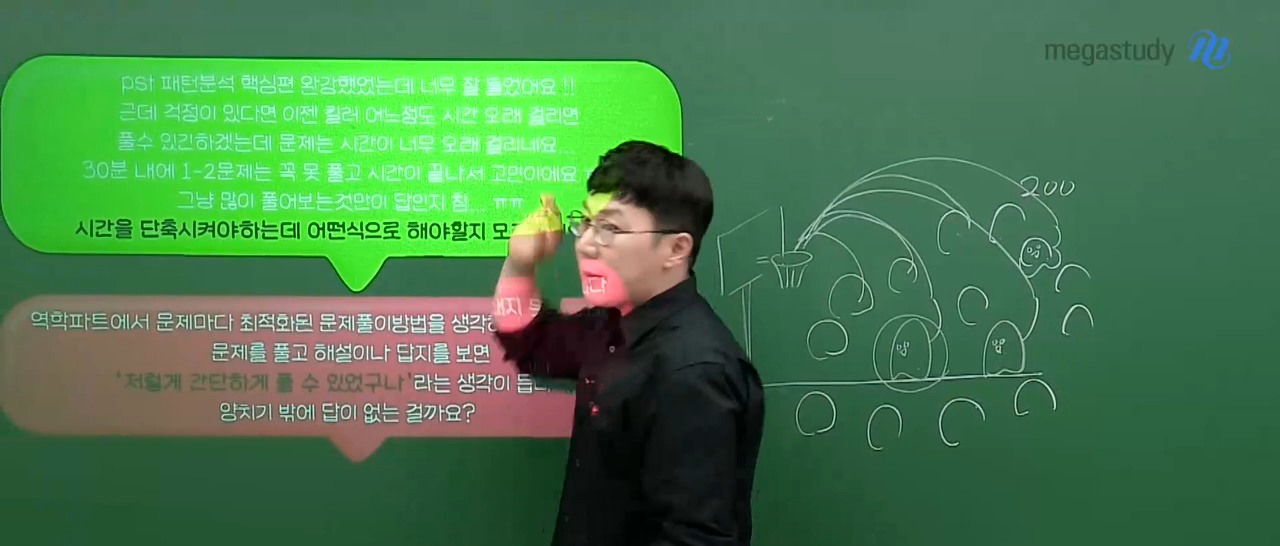 megastudy
pst 패턴분석 핵심편 완강했었는데 너무 잘 들었어요 !!
근데 걱정이 있다면 이젠 킬러 어느정도 시간 오래 걸리면
풀수 있긴하겠는데 문제는 시간이 너무 오래 걸리네요...
30분 내에 1-2문제는 꼭 못 풀고 시간이 끝나서 고민이에요
그냥 많이 풀어보는것만이 답인지 참... ㅠㅠ
시간을 단축시켜야하는데 어떤식으로 해야할지
역학파트에서 문제마다 최적화된 문제풀이방법을
문제를 풀고 해설이나 답지를 보면
'저렇게 간단하게 풀 수 있었구나'라는 생각이
양치기 밖에 답이 없는 걸까요?
200